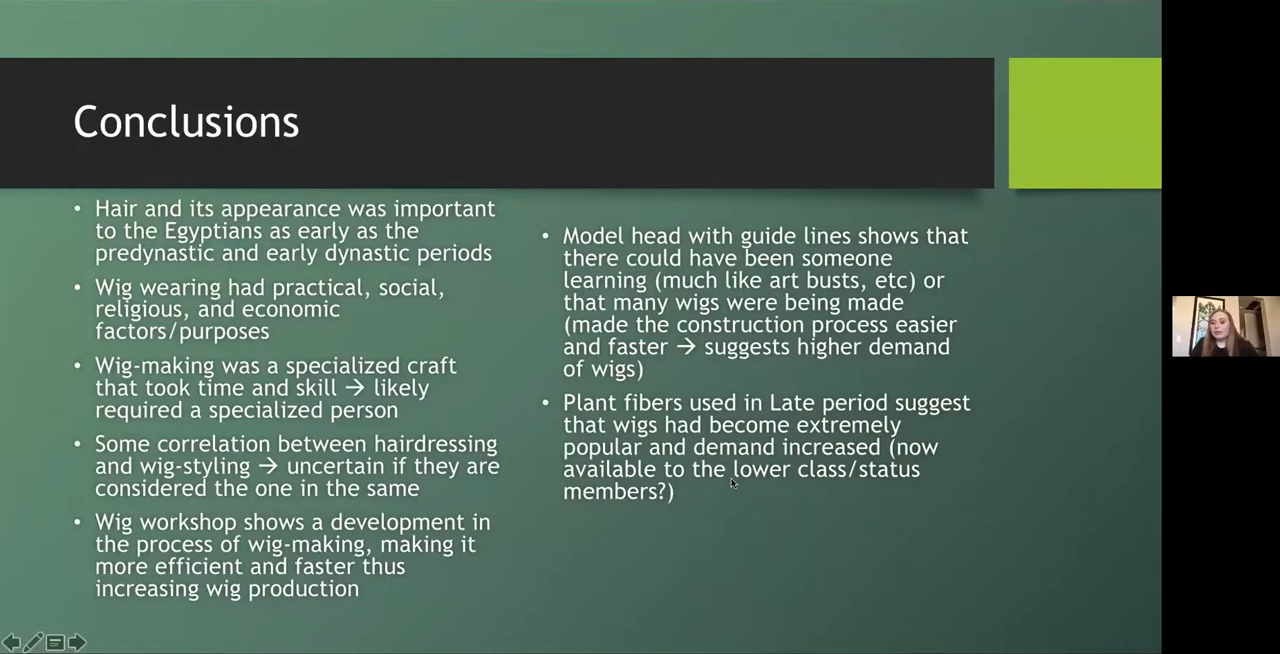 Conclusions
• Hair and its appearance was important
to the Egyptians as early as the
predynastic and early dynastic periods
• Wig wearing had practical, social,
religious, and economic
factors/purposes
• Wig-making was a specialized craft
that took time and skill → likely
required a specialized person
• Some correlation between hairdressing
and wig-styling → uncertain if they are
considered the one in the same
• Wig workshop shows a development in
the process of wig-making, making it
more efficient and faster thus
increasing wig production
• Model head with guide lines shows that
there could have been someone
learning (much like art busts, etc) or
that many wigs were being made
(made the construction process easier
and faster → suggests higher demand
of wigs)
• Plant fibers used in Late period suggest
that wigs had become extremely
popular and demand increased (now
available to the lower class/status
members?)